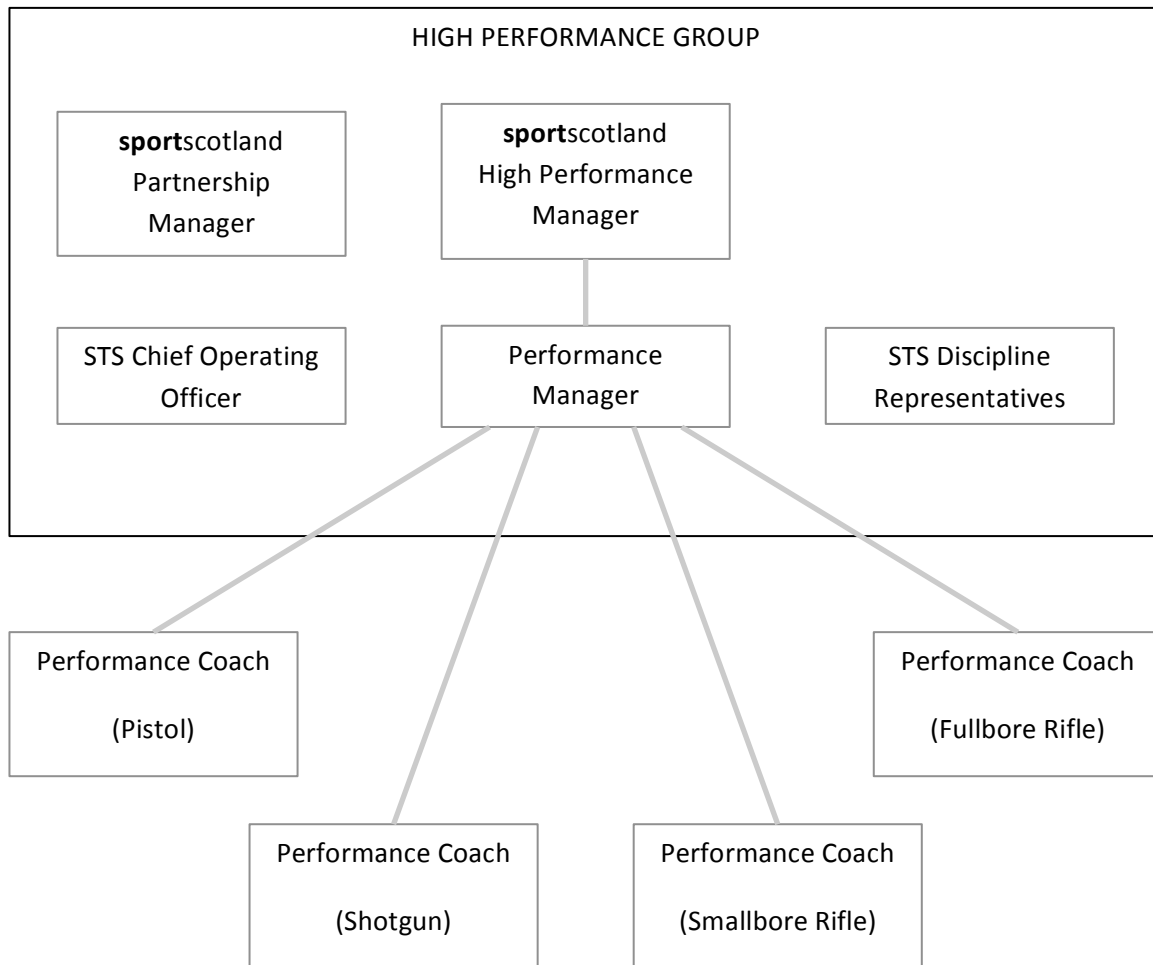 HIGH PERFORMANCE GROUP
sportscotland
Partnership
Manager
sportscotland
High Performance
Manager
STS Chief Operating
Officer
Performance
Manager
STS Discipline
Representatives
Performance Coach
(Pistol)
Performance Coach
(Fullbore Rifle)
Performance Coach
(Shotgun)
Performance Coach
(Smallbore Rifle)